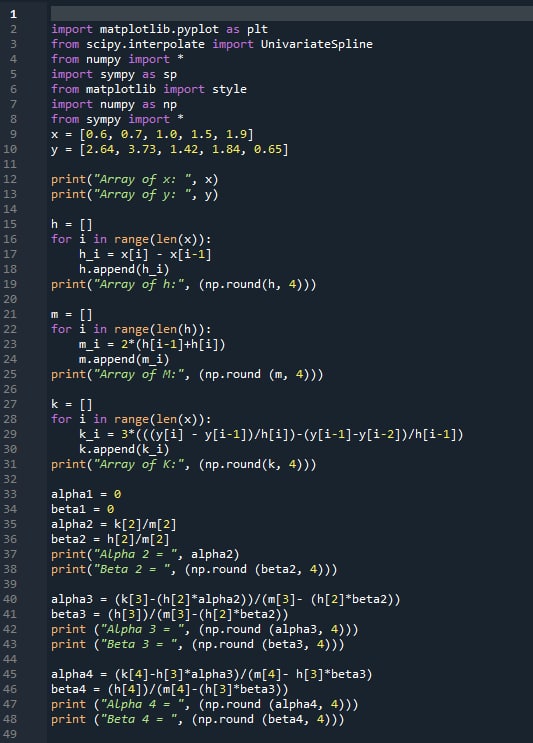 1
2 import matplotlib.pyplot as plt
3 from scipy.interpolate import UnivariateSpline
4 from numpy import *
5 import sympy as sp
6 from matplotlib import style
7 import numpy as np
8 from sympy import *
9 x = [0.6, 0.7, 1.0, 1.5, 1.9]
10 y = [2.64, 3.73, 1.42, 1.84, 0.65]
11
12 print("Array of x: ", x)
13 print("Array of y: ", y)
14
15 h = []
16 for i in range(len(x)):
17     h_i = x[i] - x[i-1]
18     h.append(h_i)
19 print("Array of h:", (np.round(h, 4)))
20
21 m = []
22 for i in range(len(h)):
23     m_i = 2*(h[i-1]+h[i])
24     m.append(m_i)
25 print("Array of M:", (np.round (m, 4)))
26
27 k = []
28 for i in range(len(x)):
29     k_i = 3*(((y[i] - y[i-1])/h[i])-(y[i-1]-y[i-2])/h[i-1])
30     k.append(k_i)
31 print("Array of K:", (np.round(k, 4)))
32
33 alpha1 = 0
34 beta1 = 0
35 alpha2 = k[2]/m[2]
36 beta2 = h[2]/m[2]
37 print("Alpha 2 = ", alpha2)
38 print("Beta 2 = ", (np.round (beta2, 4)))
39
40 alpha3 = (k[3]-(h[2]*alpha2))/(m[3]- (h[2]*beta2))
41 beta3 = (h[3])/(m[3]-(h[2]*beta2))
42 print ("Alpha 3 = ", (np.round (alpha3, 4)))
43 print ("Beta 3 = ", (np.round (beta3, 4)))
44
45 alpha4 = (k[4]-h[3]*alpha3)/(m[4]- h[3]*beta3)
46 beta4 = (h[4])/(m[4]-(h[3]*beta3))
47 print ("Alpha 4 = ", (np.round (alpha4, 4)))
48 print ("Beta 4 = ", (np.round (beta4, 4)))
49